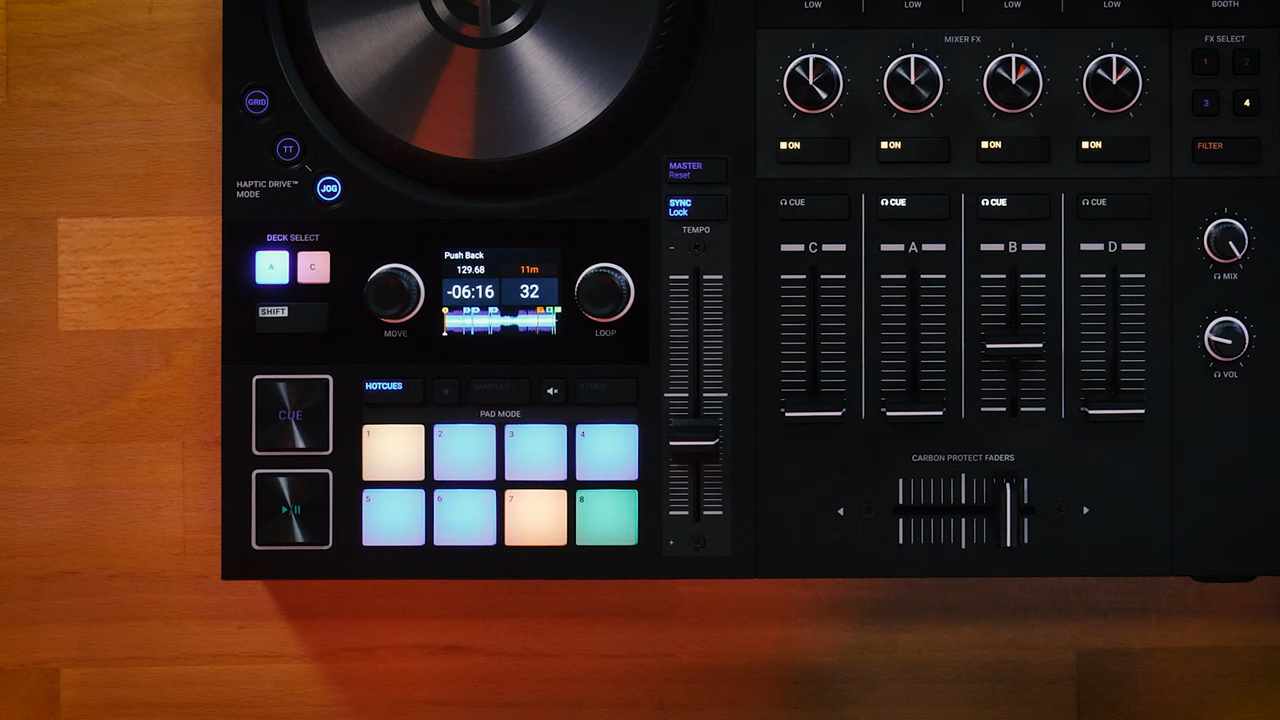 LOW LOW LOW LOW BOOTH
MIXER FX
FX SELECT
1 2
3 4
ON ON ON ON
FILTER
GRID
TT
HAPTIC DRIVE™
MODE
JOG
MASTER
Reset
SYNC
Lock
TEMPO
-
+
CUE CUE CUE CUE
C A B D
MIX
VOL
DECK SELECT
A C
SHIFT
MOVE
Push Back
129.68 11m
-06:16 32
LOOP
CUE
HOTCUES SAMPLES STEMS
PAD MODE
1 2 3 4
5 6 7 8
CARBON PROTECT FADERS